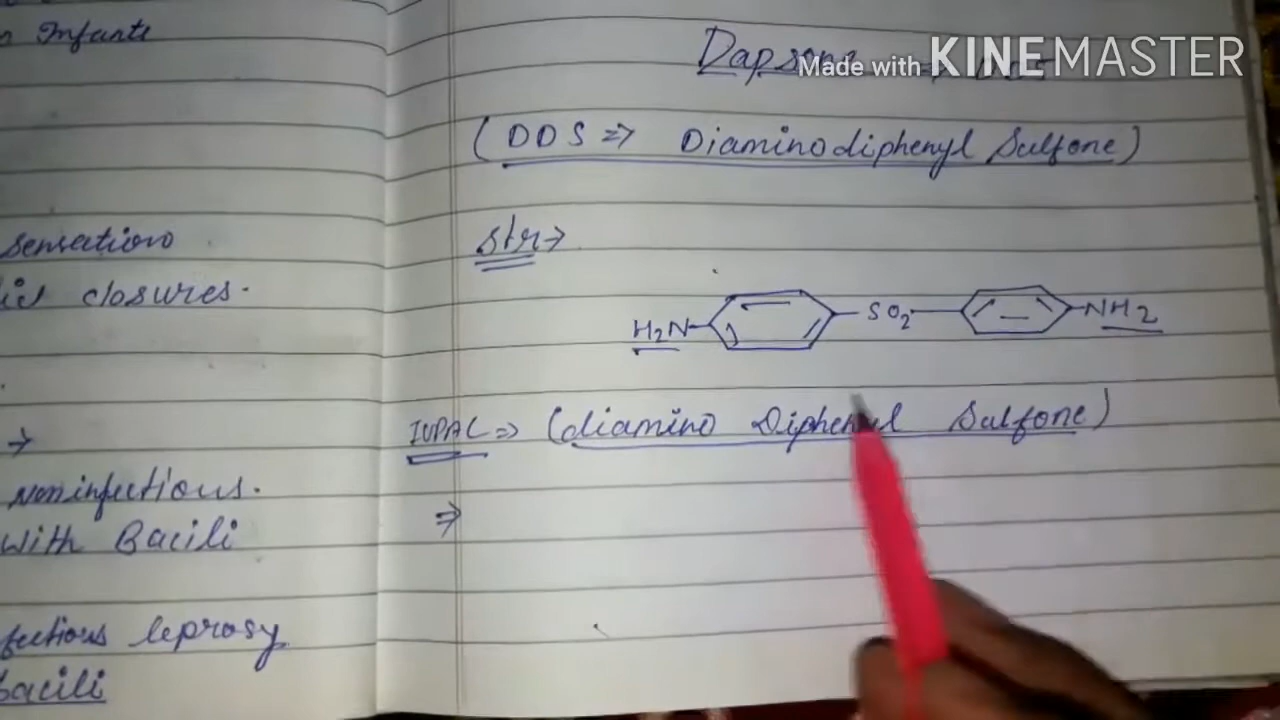 Infants
sensation
closures.
→
Noninfectious.
With Bacili
leprosy
bacili
Dapsone
Made with KINEMASTER
( DDS ⇒ Diaminodiphenyl Sulfone)
str→
H2N SO2 NH2
IUPAC ⇒ (diamino Diphenyl Sulfone)
⇒